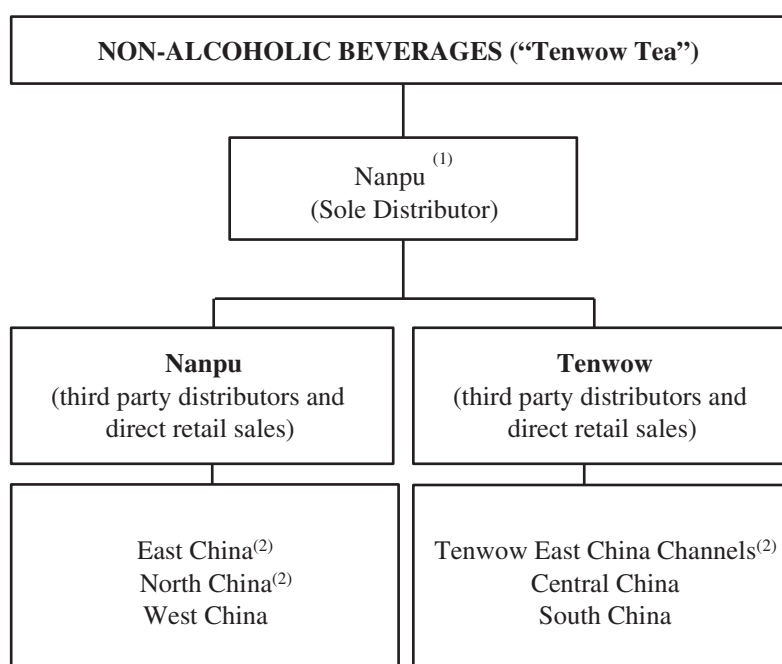 NON-ALCOHOLIC BEVERAGES (“Tenwow Tea”)
Nanpu (1)
(Sole Distributor)
Nanpu
(third party distributors and
direct retail sales)
Tenwow
(third party distributors and
direct retail sales)
East China(2)
North China(2)
West China
Tenwow East China Channels(2)
Central China
South China